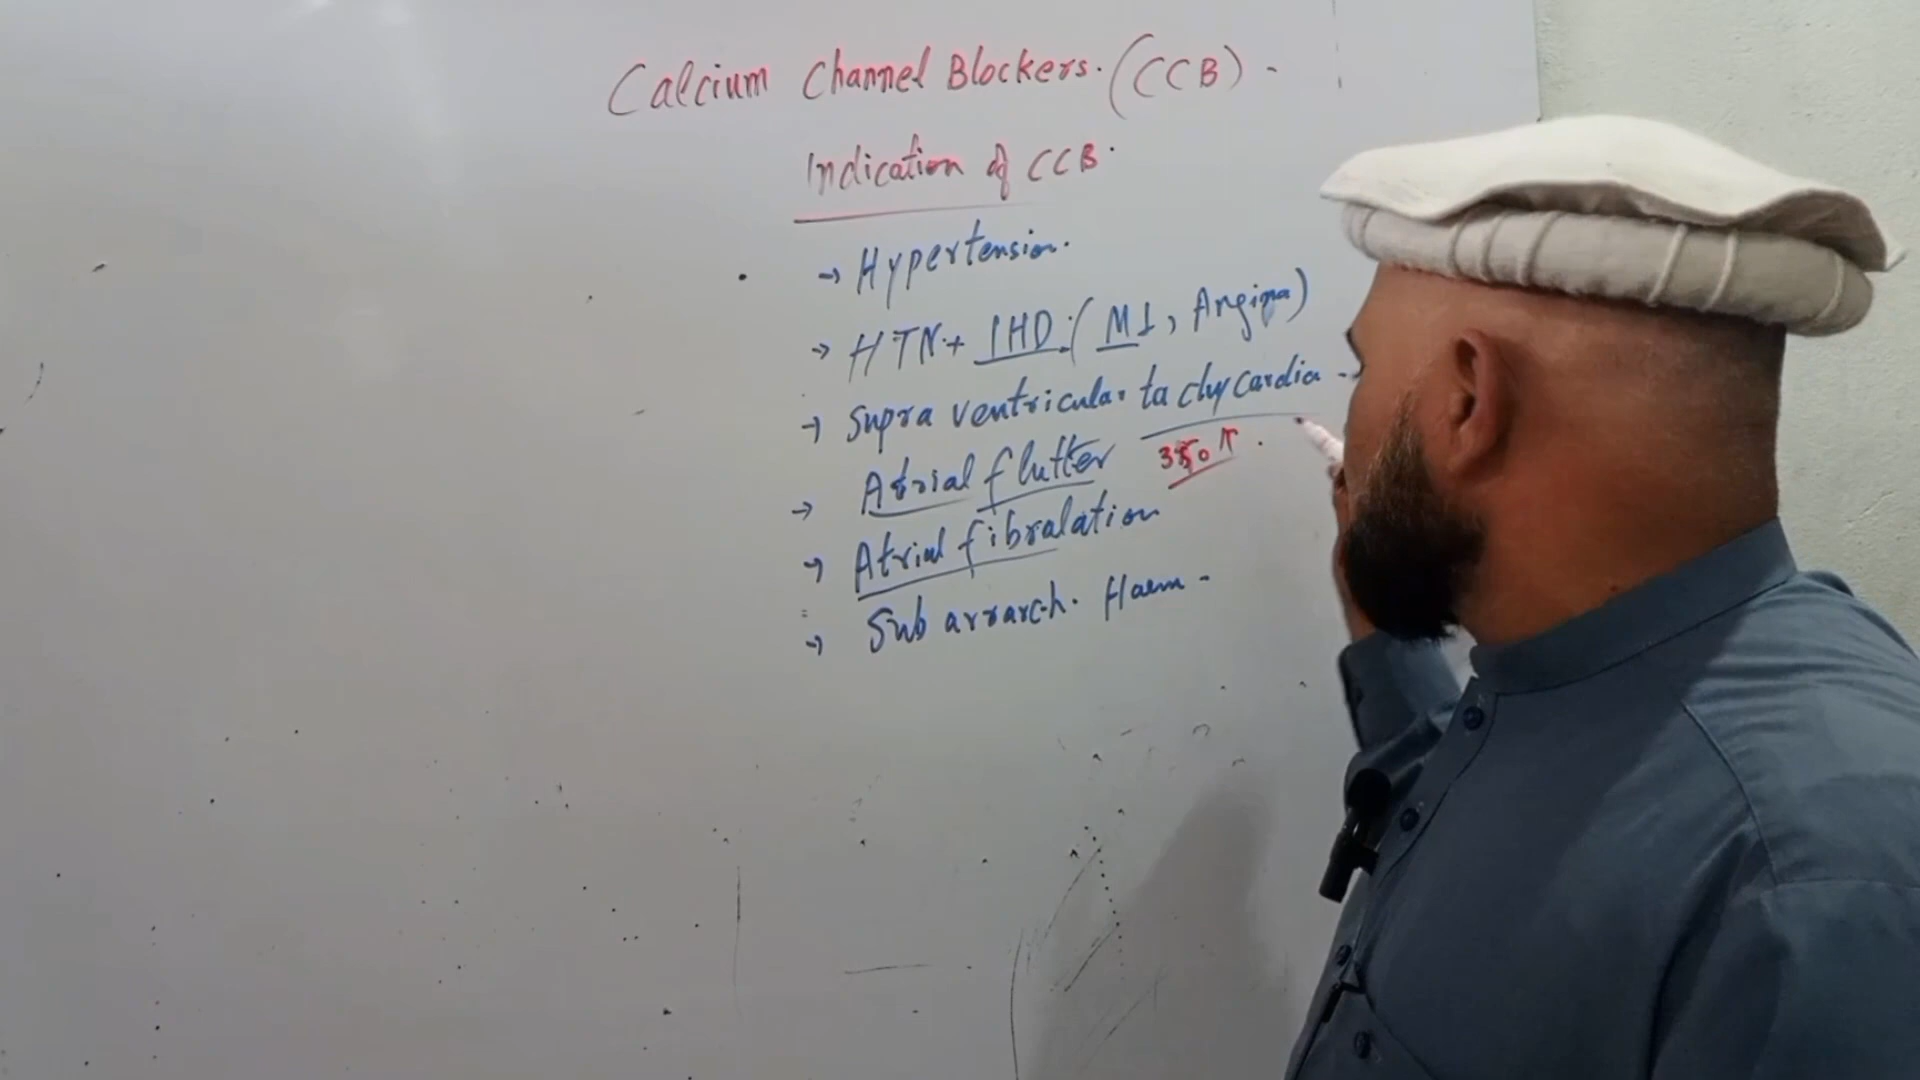 Calcium Channel Blockers. (CCB) -
Indication of CCB.
→ Hypertension.
→ HTN + IHD. (MI, Angina)
→ Supra ventricular tachycardia -
→ Atrial flutter 350↑.
→ Atrial fibralation
→ Sub arrarch. Haem -